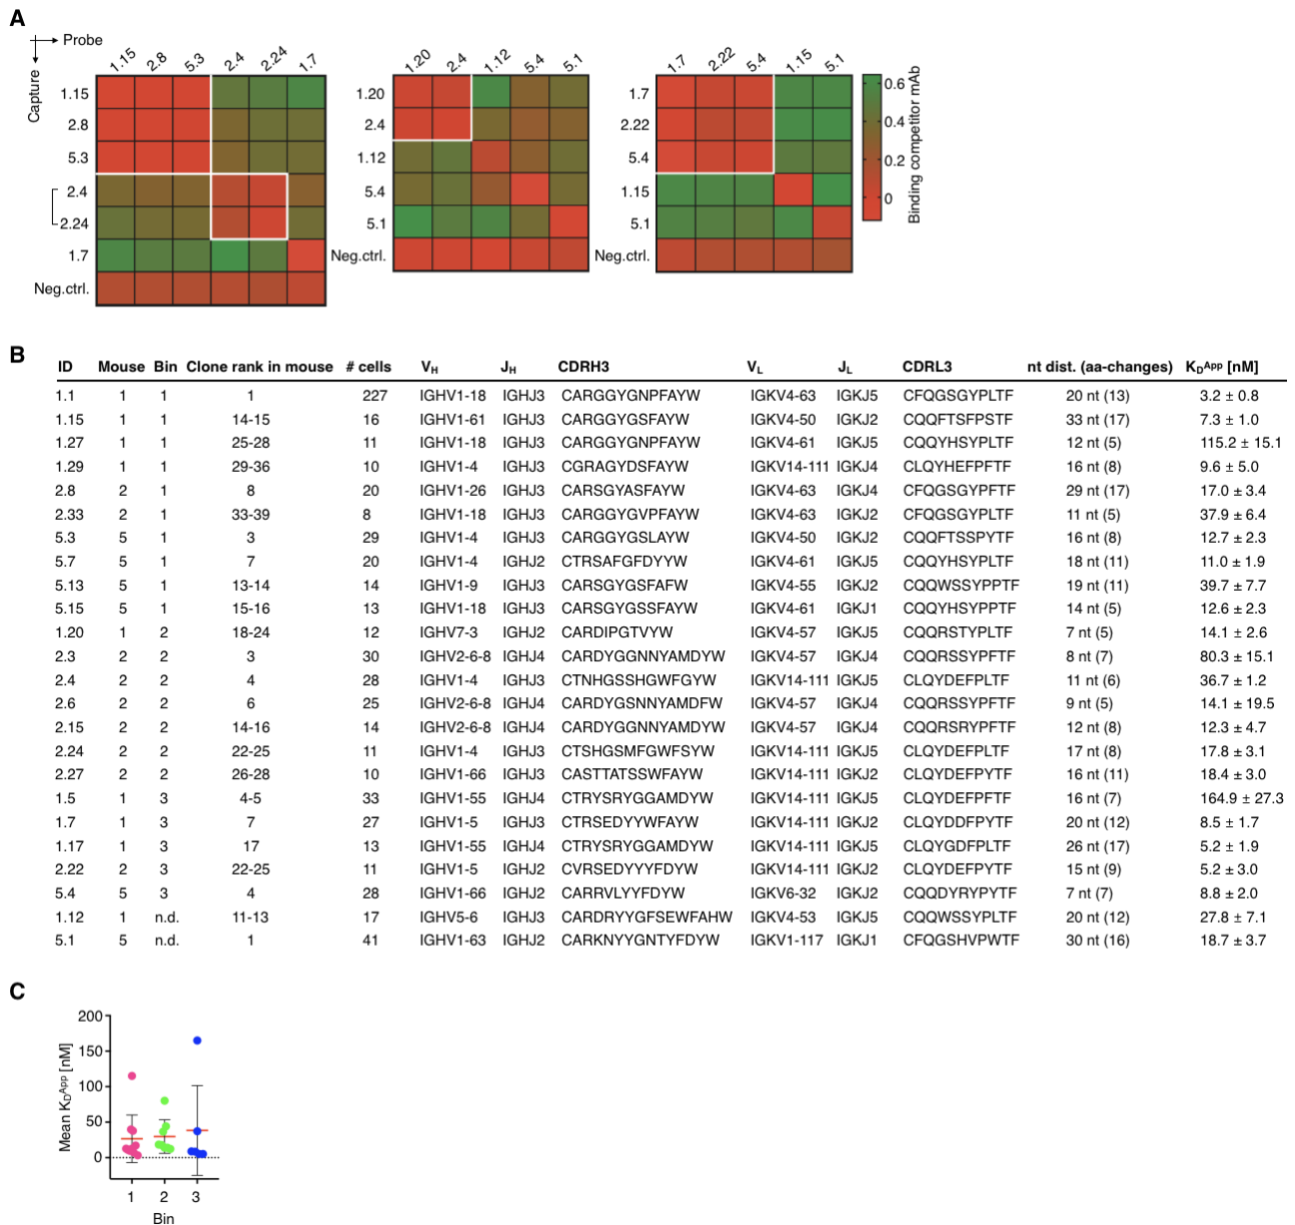 A
Probe
Capture
1.15 2.8 5.3 2.4 2.24 1.7
1.15
2.8
5.3
2.4
2.24
1.7
Neg.ctrl.
1.20 2.4 1.12 5.4 5.1
1.20
2.4
1.12
5.4
5.1
Neg.ctrl.
1.7 2.22 5.4 1.15 5.1
1.7
2.22
5.4
1.15
5.1
Neg.ctrl.
0.6
0.4
0.2
0
Binding competitor mAb
B
ID Mouse Bin Clone rank in mouse # cells VH JH CDRH3 VL JL CDRL3 nt dist. (aa-changes) KDApp [nM]
1.1 1 1 1 227 IGHV1-18 IGHJ3 CARGGYGNPFAYW IGKV4-63 IGKJ5 CFQGSGYPLTF 20 nt (13) 3.2 ± 0.8
1.15 1 1 14-15 16 IGHV1-61 IGHJ3 CARGGYGSFAYW IGKV4-50 IGKJ2 CQQFTSFPSTF 33 nt (17) 7.3 ± 1.0
1.27 1 1 25-28 11 IGHV1-18 IGHJ3 CARGGYGNPFAYW IGKV4-61 IGKJ5 CQQYHSYPLTF 12 nt (5) 115.2 ± 15.1
1.29 1 1 29-36 10 IGHV1-4 IGHJ3 CGRAGYDSFAYW IGKV14-111 IGKJ4 CLQYHEFPFTF 16 nt (8) 9.6 ± 5.0
2.8 2 1 8 20 IGHV1-26 IGHJ3 CARSGYASFAYW IGKV4-63 IGKJ4 CFQGSGYPFTF 29 nt (17) 17.0 ± 3.4
2.33 2 1 33-39 8 IGHV1-18 IGHJ3 CARGGYGVPFAYW IGKV4-63 IGKJ2 CFQGSGYPLTF 11 nt (5) 37.9 ± 6.4
5.3 5 1 3 29 IGHV1-4 IGHJ3 CARGGYGSLAYW IGKV4-50 IGKJ2 CQQFTSSPYTF 16 nt (8) 12.7 ± 2.3
5.7 5 1 7 20 IGHV1-4 IGHJ2 CTRSAFGFDYYW IGKV4-61 IGKJ5 CQQYHSYPLTF 18 nt (11) 11.0 ± 1.9
5.13 5 1 13-14 14 IGHV1-9 IGHJ3 CARSGYGSFAFW IGKV4-55 IGKJ2 CQQWSSYPPTF 19 nt (11) 39.7 ± 7.7
5.15 5 1 15-16 13 IGHV1-18 IGHJ3 CARSGYGSSFAYW IGKV4-61 IGKJ1 CQQYHSYPPTF 14 nt (5) 12.6 ± 2.3
1.20 1 2 18-24 12 IGHV7-3 IGHJ2 CARDIPGTVYW IGKV4-57 IGKJ5 CQQRSTYPLTF 7 nt (5) 14.1 ± 2.6
2.3 2 2 3 30 IGHV2-6-8 IGHJ4 CARDYGGNNYAMDYW IGKV4-57 IGKJ4 CQQRSSYPFTF 8 nt (7) 80.3 ± 15.1
2.4 2 2 4 28 IGHV1-4 IGHJ3 CTNHGSSHGWFGYW IGKV14-111 IGKJ5 CLQYDEFPLTF 11 nt (6) 36.7 ± 1.2
2.6 2 2 6 25 IGHV2-6-8 IGHJ4 CARDYGSNNYAMDFW IGKV4-57 IGKJ4 CQQRSSYPFTF 9 nt (5) 14.1 ± 19.5
2.15 2 2 14-16 14 IGHV2-6-8 IGHJ4 CARDYGGNNYAMDYW IGKV4-57 IGKJ4 CQQRSRYPFTF 12 nt (8) 12.3 ± 4.7
2.24 2 2 22-25 11 IGHV1-4 IGHJ3 CTSHGSMFGWFSYW IGKV14-111 IGKJ5 CLQYDEFPLTF 17 nt (8) 17.8 ± 3.1
2.27 2 2 26-28 10 IGHV1-66 IGHJ3 CASTTATSSWFAYW IGKV14-111 IGKJ2 CLQYDEFPYTF 16 nt (11) 18.4 ± 3.0
1.5 1 3 4-5 33 IGHV1-55 IGHJ4 CTRYSRYGGAMDYW IGKV14-111 IGKJ5 CLQYDEFPFTF 16 nt (7) 164.9 ± 27.3
1.7 1 3 7 27 IGHV1-5 IGHJ3 CTRSEDYYWFAYW IGKV14-111 IGKJ2 CLQYDDFPYTF 20 nt (12) 8.5 ± 1.7
1.17 1 3 17 13 IGHV1-55 IGHJ4 CTRYSRYGGAMDYW IGKV14-111 IGKJ5 CLQYGDFPLTF 26 nt (17) 5.2 ± 1.9
2.22 2 3 22-25 11 IGHV1-5 IGHJ2 CVRSEDYYYFDYW IGKV14-111 IGKJ2 CLQYDEFPYTF 15 nt (9) 5.2 ± 3.0
5.4 5 3 4 28 IGHV1-66 IGHJ2 CARRVLYYFDYW IGKV6-32 IGKJ2 CQQDYRYPYTF 7 nt (7) 8.8 ± 2.0
1.12 1 n.d. 11-13 17 IGHV5-6 IGHJ3 CARDRYYGFSEWFAHW IGKV4-53 IGKJ5 CQQWSSYPLTF 20 nt (12) 27.8 ± 7.1
5.1 5 n.d. 1 41 IGHV1-63 IGHJ2 CARKNYYGNTYFDYW IGKV1-117 IGKJ1 CFQGSHVPWTF 30 nt (16) 18.7 ± 3.7
C
Mean KDApp [nM]
200
150
100
50
0
1 2 3
Bin